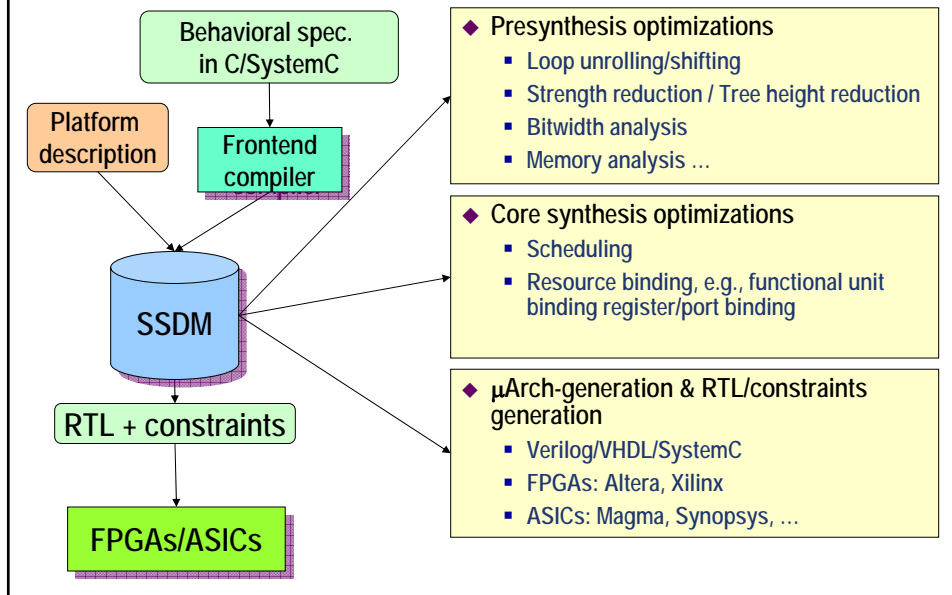 Behavioral spec.
in C/SystemC
Platform
description
Frontend
compiler
SSDM
RTL + constraints
FPGAs/ASICs
◆ Presynthesis optimizations
▪ Loop unrolling/shifting
▪ Strength reduction / Tree height reduction
▪ Bitwidth analysis
▪ Memory analysis …
◆ Core synthesis optimizations
▪ Scheduling
▪ Resource binding, e.g., functional unit
binding register/port binding
◆ μArch-generation & RTL/constraints
generation
▪ Verilog/VHDL/SystemC
▪ FPGAs: Altera, Xilinx
▪ ASICs: Magma, Synopsys, …